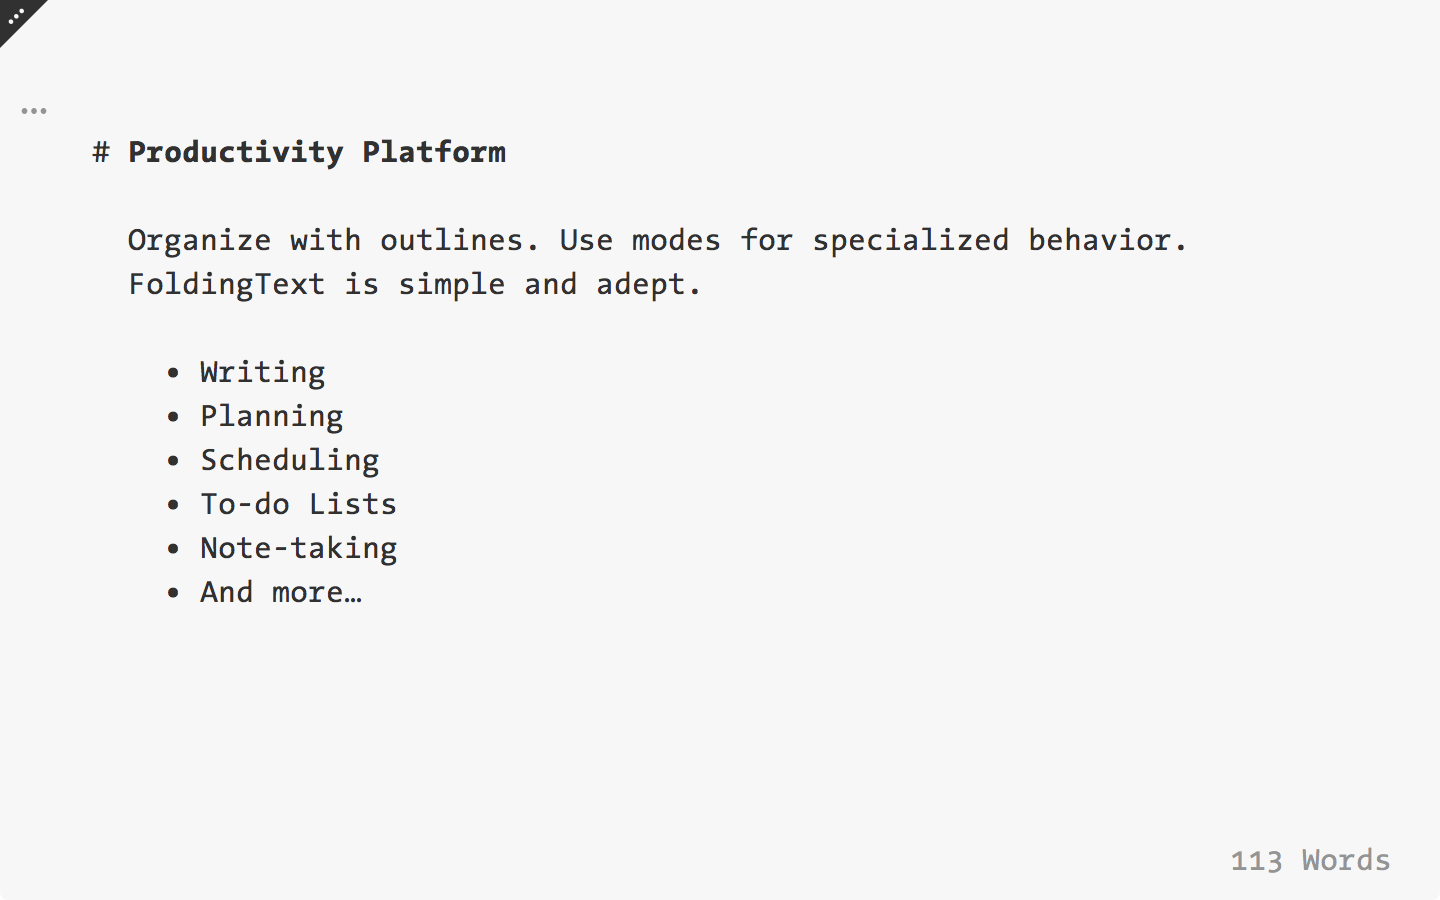 # Productivity Platform
Organize with outlines. Use modes for specialized behavior.
FoldingText is simple and adept.
• Writing
• Planning
• Scheduling
• To-do Lists
• Note-taking
• And more…
113 Words